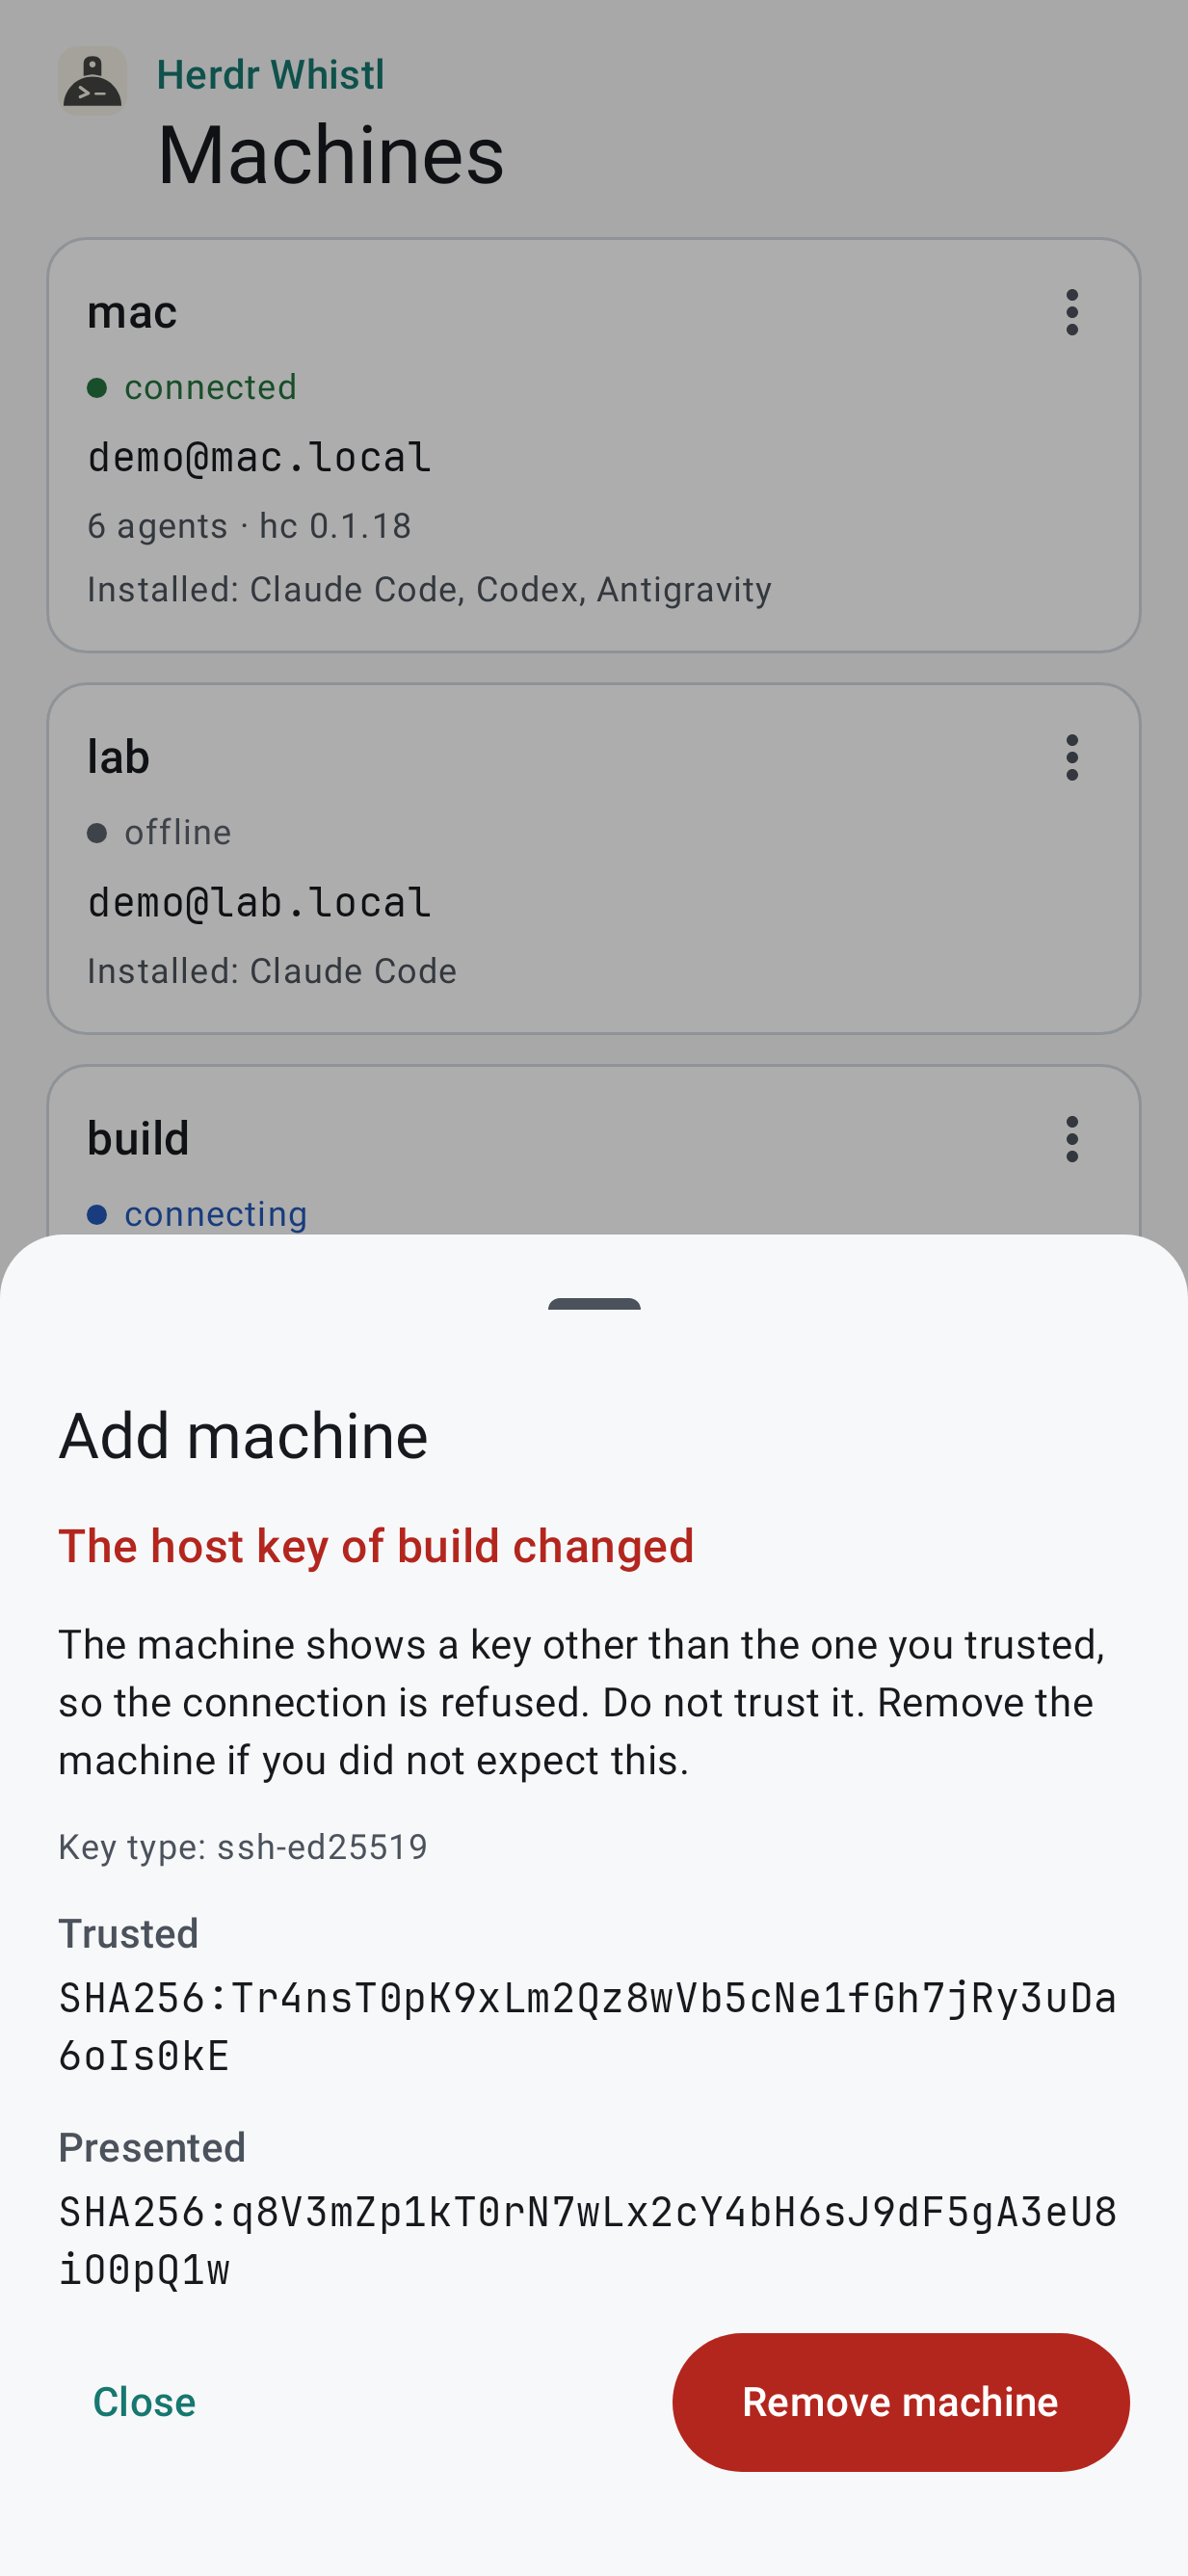 Herdr Whistl
Machines
mac
connected
demo@mac.local
6 agents · hc 0.1.18
Installed: Claude Code, Codex, Antigravity
lab
offline
demo@lab.local
Installed: Claude Code
build
connecting
Add machine
The host key of build changed
The machine shows a key other than the one you trusted,
so the connection is refused. Do not trust it. Remove the
machine if you did not expect this.
Key type: ssh-ed25519
Trusted
SHA256:Tr4nsT0pK9xLm2Qz8wVb5cNe1fGh7jRy3uDa
6oIs0kE
Presented
SHA256:q8V3mZp1kT0rN7wLx2cY4bH6sJ9dF5gA3eU8
iO0pQ1w
Close
Remove machine